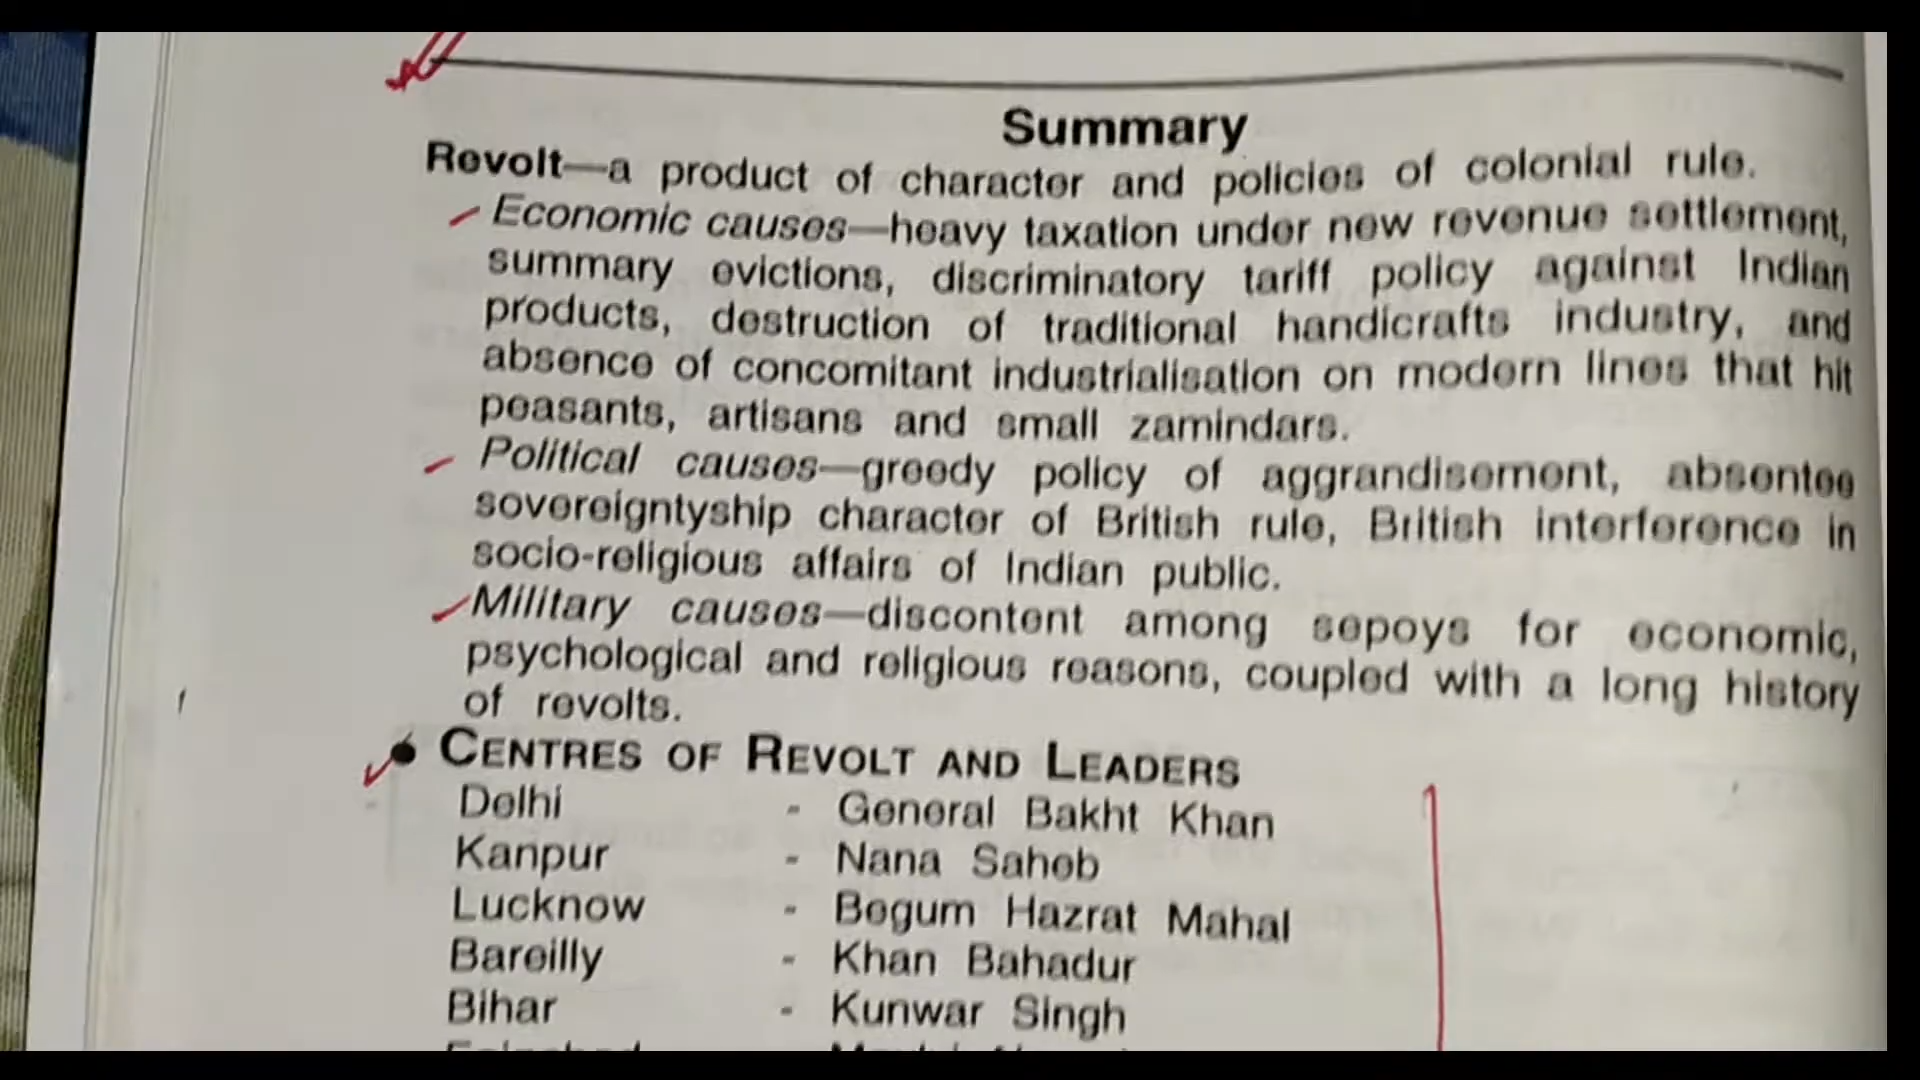 Summary
Revolt—a product of character and policies of colonial rule.
Economic causes—heavy taxation under new revenue settlement,
summary evictions, discriminatory tariff policy against Indian
products, destruction of traditional handicrafts industry, and
absence of concomitant industrialisation on modern lines that hit
peasants, artisans and small zamindars.
Political causes—greedy policy of aggrandisement, absentee
sovereigntyship character of British rule, British interference in
socio-religious affairs of Indian public.
Military causes—discontent among sepoys for economic,
psychological and religious reasons, coupled with a long history
of revolts.
• CENTRES OF REVOLT AND LEADERS
Delhi - General Bakht Khan
Kanpur - Nana Saheb
Lucknow - Begum Hazrat Mahal
Bareilly - Khan Bahadur
Bihar - Kunwar Singh